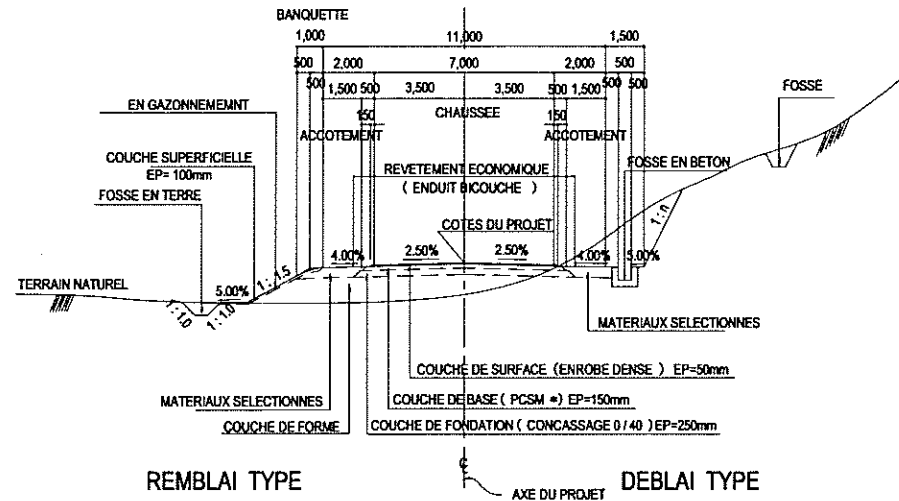 BANQUETTE
1,000 11,000 1,500
2,000 7,000 2,000
500 500
500 500 500
1,500 500 3,500 3,500 500 1,500
FOSSE
EN GAZONNEMEMNT
CHAUSSEE
150 150
ACCOTEMENT ACCOTEMENT
COUCHE SUPERFICIELLE
EP= 100mm
REVETEMENT ECONOMIQUE
( ENDUIT BICOUCHE )
FOSSE EN BETON
FOSSE EN TERRE
COTES DU PROJET
1:n
4.00% 2.50% 2.50% 4.00% 5.00%
TERRAIN NATUREL
5.00%
1:1.5
1:1.0 1:1.0
MATERIAUX SELECTIONNES
COUCHE DE SURFACE (ENROBE DENSE ) EP=50mm
MATERIAUX SELECTIONNES
COUCHE DE BASE ( PCSM *) EP=150mm
COUCHE DE FORME
COUCHE DE FONDATION ( CONCASSAGE 0 / 40 ) EP=250mm
REMBLAI TYPE
DEBLAI TYPE
AXE DU PROJET